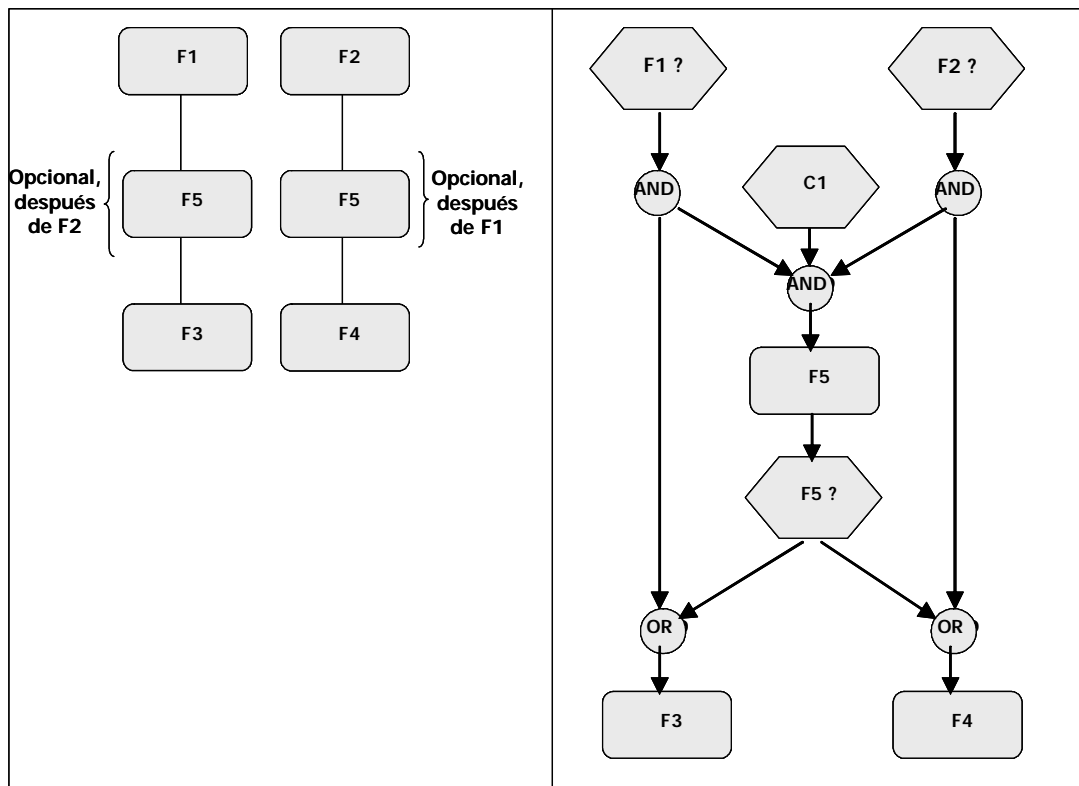 F1
F2
Opcional,
después
de F2
F5
F5
Opcional,
después
de F1
F3
F4
F1 ?
F2 ?
AND
C1
AND
AND
F5
F5 ?
OR
OR
F3
F4